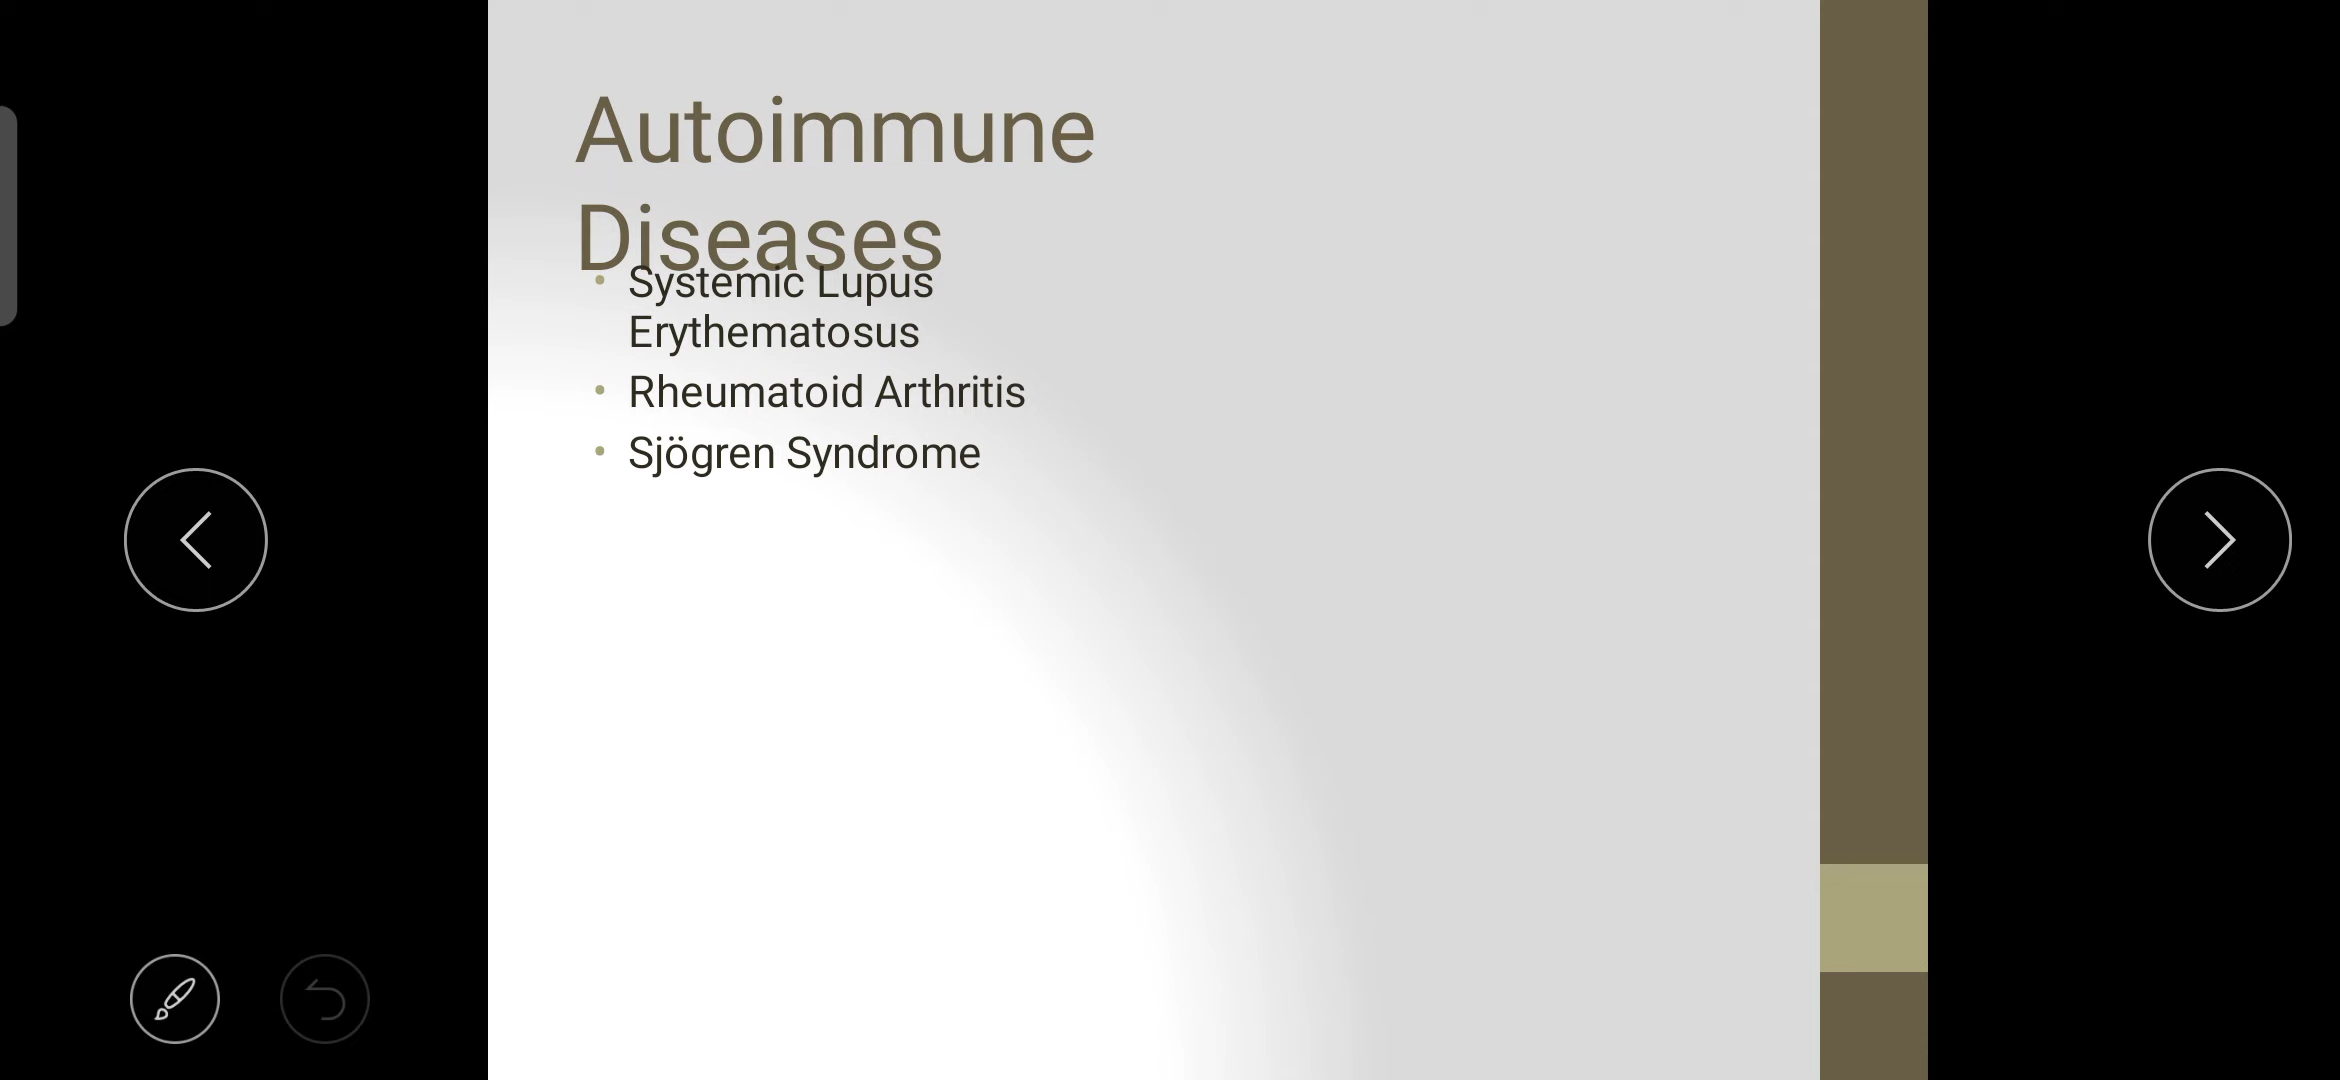 Autoimmune
Diseases
• Systemic Lupus
Erythematosus
• Rheumatoid Arthritis
• Sjögren Syndrome